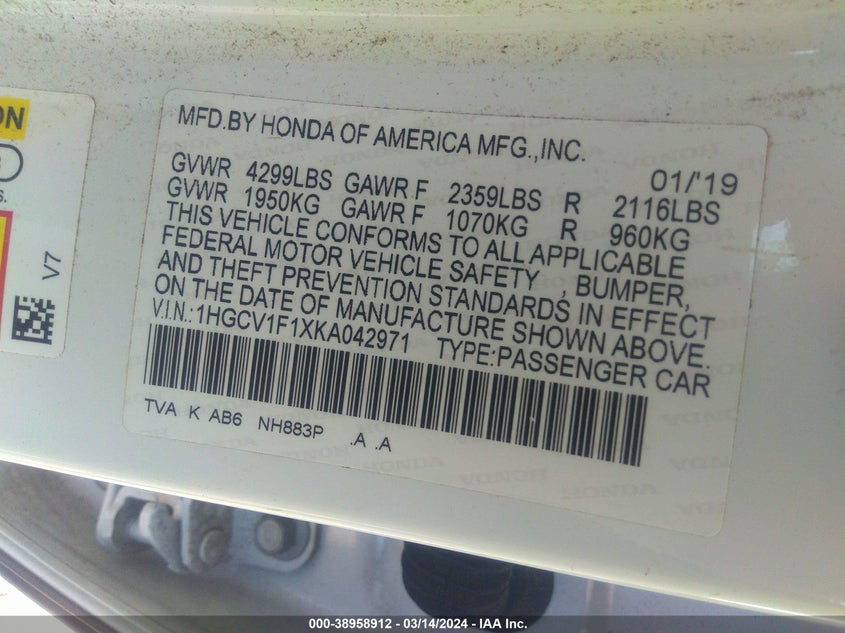 ON
S.
V7
MFD.BY HONDA OF AMERICA MFG.,INC.
01/'19
GVWR 4299LBS GAWR F 2359LBS R 2116LBS
GVWR 1950KG GAWR F 1070KG R 960KG
THIS VEHICLE CONFORMS TO ALL APPLICABLE
FEDERAL MOTOR VEHICLE SAFETY , BUMPER,
AND THEFT PREVENTION STANDARDS IN EFFECT
ON THE DATE OF MANUFACTURE SHOWN ABOVE.
V.I.N.:1HGCV1F1XKA042971 TYPE:PASSENGER CAR
TVA K AB6 NH883P .A .A
000-38958912 - 03/14/2024 - IAA Inc.